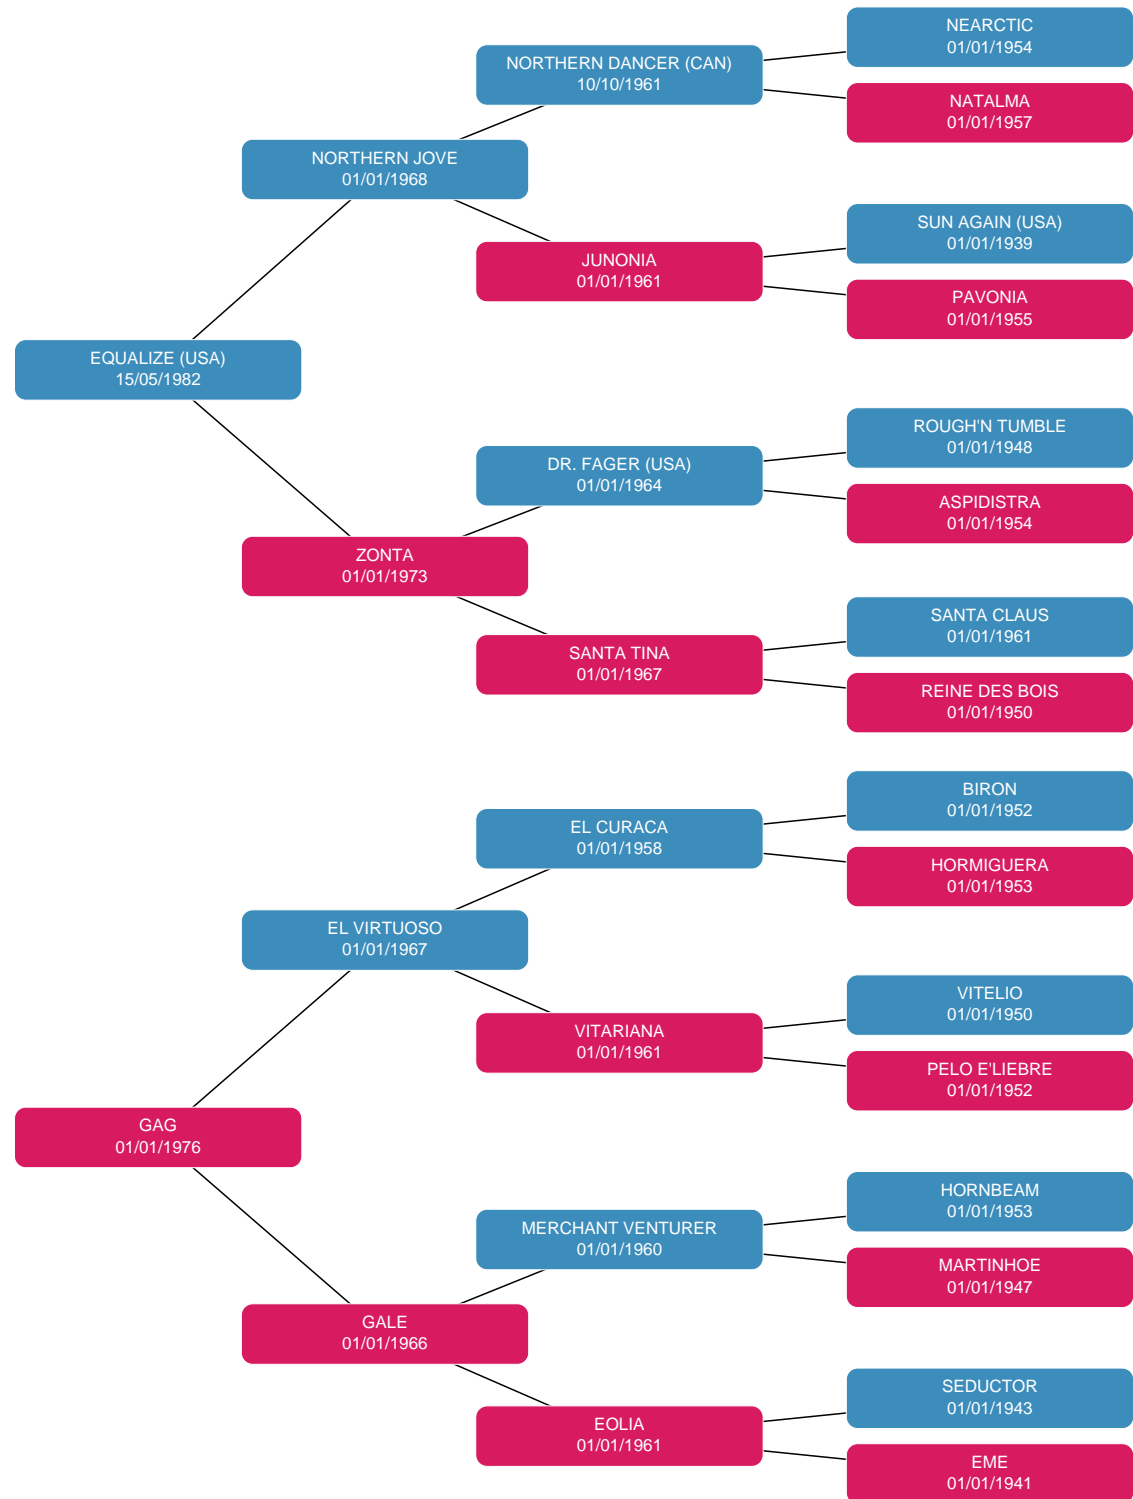 NEARCTIC
01/01/1954
NORTHERN DANCER (CAN)
10/10/1961
NATALMA
01/01/1957
NORTHERN JOVE
01/01/1968
SUN AGAIN (USA)
01/01/1939
JUNONIA
01/01/1961
PAVONIA
01/01/1955
EQUALIZE (USA)
15/05/1982
ROUGH'N TUMBLE
01/01/1948
DR. FAGER (USA)
01/01/1964
ASPIDISTRA
01/01/1954
ZONTA
01/01/1973
SANTA CLAUS
01/01/1961
SANTA TINA
01/01/1967
REINE DES BOIS
01/01/1950
BIRON
01/01/1952
EL CURACA
01/01/1958
HORMIGUERA
01/01/1953
EL VIRTUOSO
01/01/1967
VITELIO
01/01/1950
VITARIANA
01/01/1961
PELO E'LIEBRE
01/01/1952
GAG
01/01/1976
HORNBEAM
01/01/1953
MERCHANT VENTURER
01/01/1960
MARTINHOE
01/01/1947
GALE
01/01/1966
SEDUCTOR
01/01/1943
EOLIA
01/01/1961
EME
01/01/1941